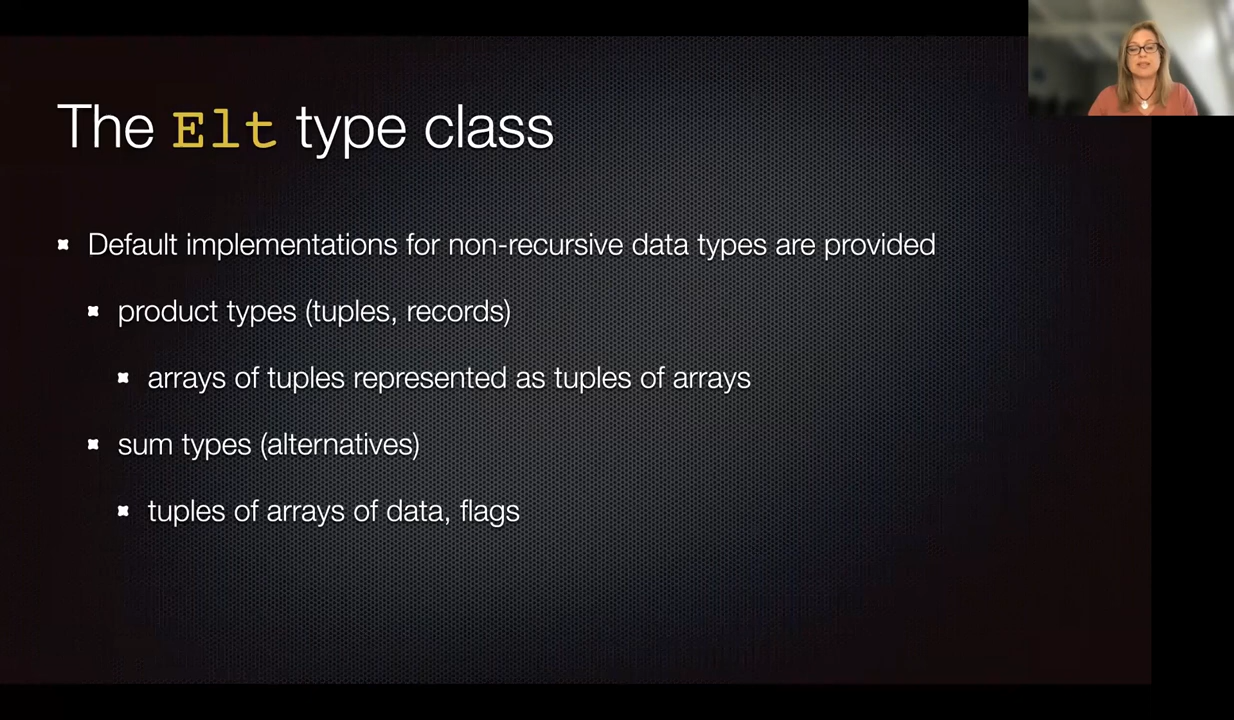 The Elt type class
Default implementations for non-recursive data types are provided
product types (tuples, records)
arrays of tuples represented as tuples of arrays
sum types (alternatives)
tuples of arrays of data, flags